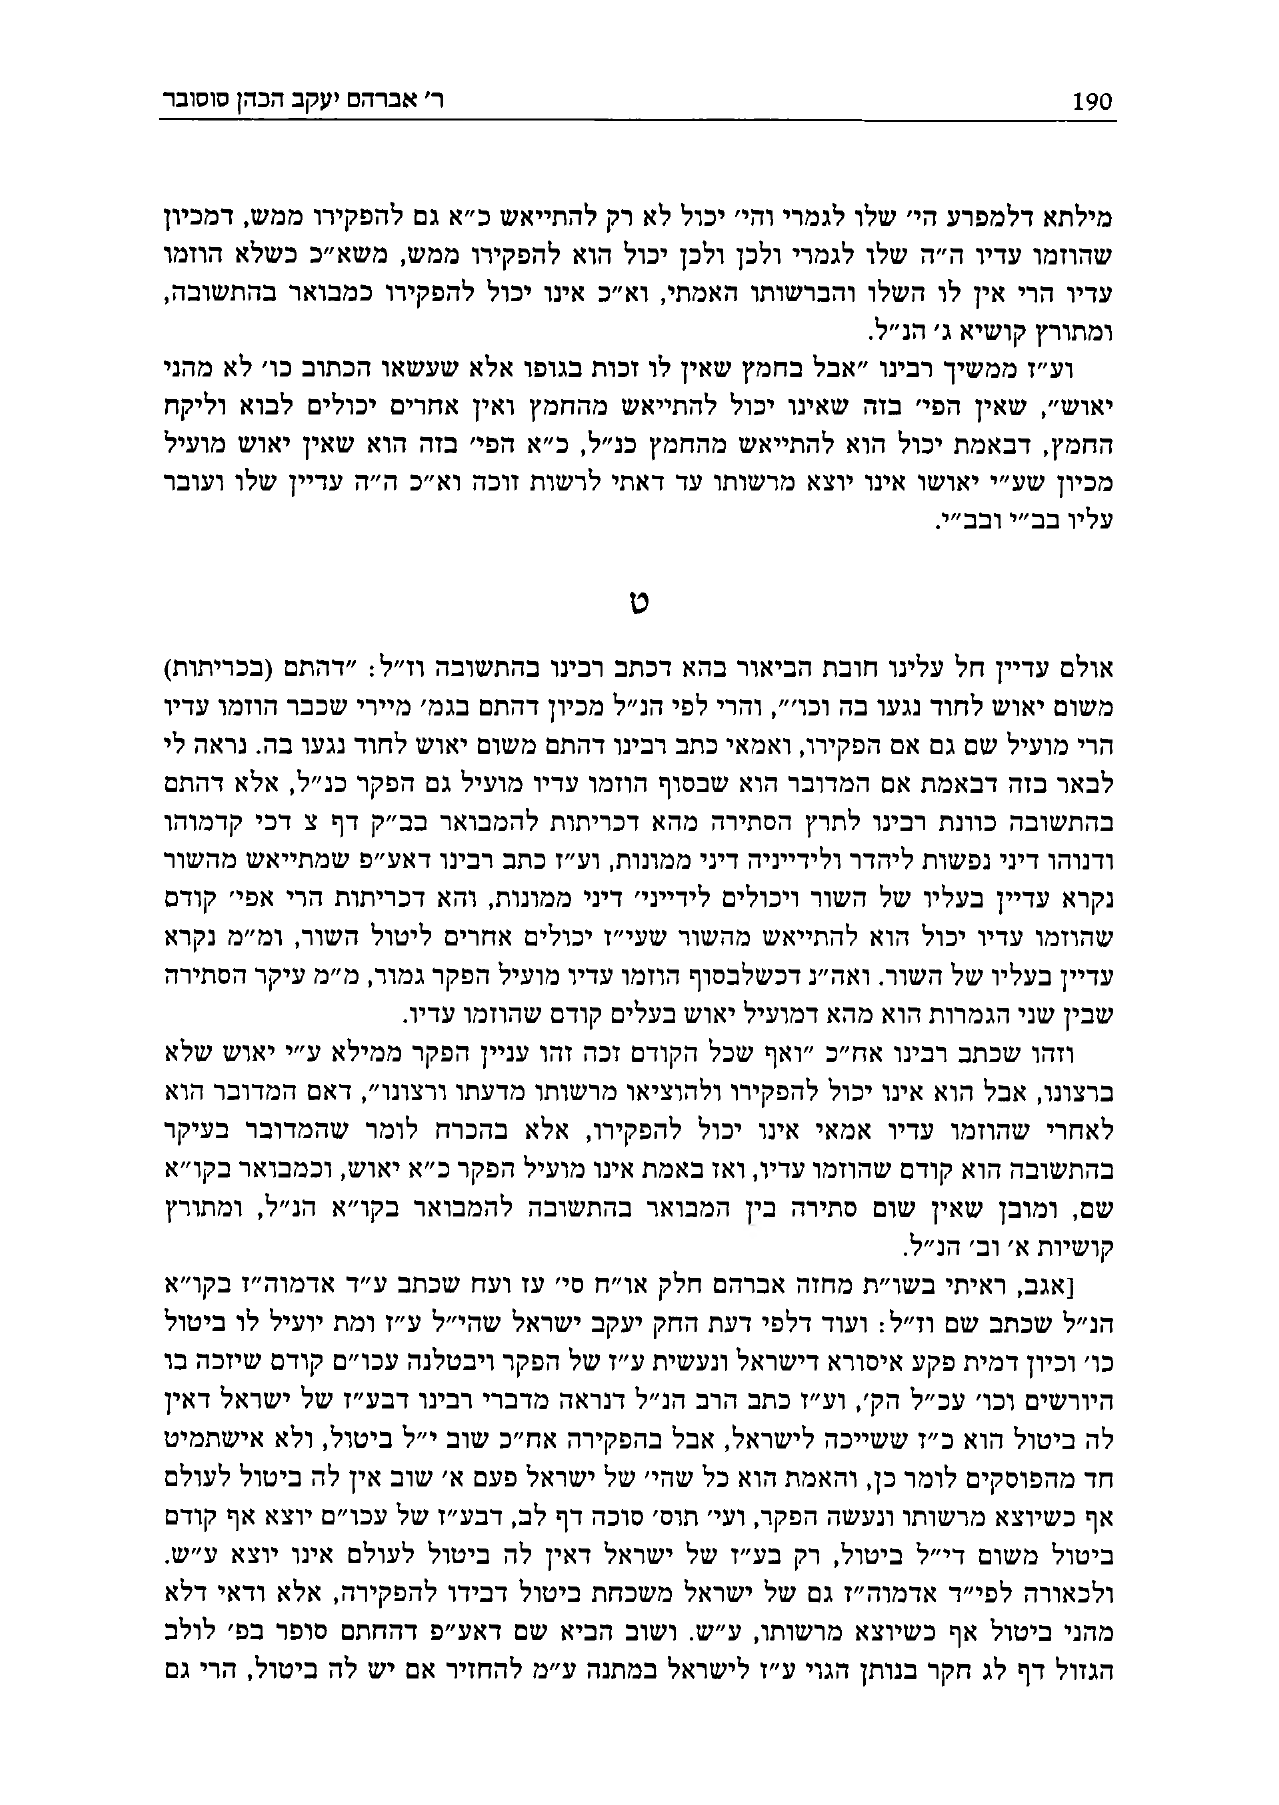 190
ר׳ אברהם יעקב הכהן סוסובר
מילתא דלמפרע הי׳ שלו לגמרי והי׳ יכול לא רק להתייאש כ״א גם להפקירו ממש, דמכיון
שהוזמו עדיו ה״ה שלו לגמרי ולכן ולכן יכול הוא להפקירו ממש, משא״כ כשלא הוזמו
עדיו הרי אין לו השלו והברשותו האמתי, וא״כ אינו יכול להפקירו כמבואר בהתשובה,
ומתורץ קושיא ג׳ הנ״ל.
וע״ז ממשיך רבינו ״אבל בחמץ שאין לו זכות בגופו אלא שעשאו הכתוב כו׳ לא מהני
יאוש״, שאין הפי׳ בזה שאינו יכול להתייאש מהחמץ ואין אחרים יכולים לבוא וליקח
החמץ, דבאמת יכול הוא להתייאש מהחמץ כנ״ל, כ״א הפי׳ בזה הוא שאין יאוש מועיל
מכיון שע״י יאושו אינו יוצא מרשותו עד דאתי לרשות זוכה וא״כ ה״ה עדיין שלו ועובר
עליו בב״י ובב״י.
ט
אולם עדיין חל עלינו חובת הביאור בהא דכתב רבינו בהתשובה וז״ל: ״דהתם (בכריתות)
משום יאוש לחוד נגעו בה וכו׳״, והרי לפי הנ״ל מכיון דהתם בגמ׳ מיירי שכבר הוזמו עדיו
הרי מועיל שם גם אם הפקירו, ואמאי כתב רבינו דהתם משום יאוש לחוד נגעו בה. נראה לי
לבאר בזה דבאמת אם המדובר הוא שבסוף הוזמו עדיו מועיל גם הפקר כנ״ל, אלא דהתם
בהתשובה כוונת רבינו לתרץ הסתירה מהא דכריתות להמבואר בב״ק דף צ דכי קדמוהו
ודנוהו דיני נפשות ליהדר ולידייניה דיני ממונות, וע״ז כתב רבינו דאע״פ שמתייאש מהשור
נקרא עדיין בעליו של השור ויכולים לידייני׳ דיני ממונות, והא דכריתות הרי אפי׳ קודם
שהוזמו עדיו יכול הוא להתייאש מהשור שעי״ז יכולים אחרים ליטול השור, ומ״מ נקרא
עדיין בעליו של השור. ואה״נ דכשלבסוף הוזמו עדיו מועיל הפקר גמור, מ״מ עיקר הסתירה
שבין שני הגמרות הוא מהא דמועיל יאוש בעלים קודם שהוזמו עדיו.
וזהו שכתב רבינו אח״כ ״ואף שכל הקודם זכה זהו עניין הפקר ממילא ע״י יאוש שלא
ברצונו, אבל הוא אינו יכול להפקירו ולהוציאו מרשותו מדעתו ורצונו״, דאם המדובר הוא
לאחרי שהוזמו עדיו אמאי אינו יכול להפקירו, אלא בהכרח לומר שהמדובר בעיקר
בהתשובה הוא קודם שהוזמו עדיו, ואז באמת אינו מועיל הפקר כ״א יאוש, וכמבואר בקו״א
שם, ומובן שאין שום סתירה בין המבואר בהתשובה להמבואר בקו״א הנ״ל, ומתורץ
קושיות א׳ וב׳ הנ״ל.
[אגב, ראיתי בשו״ת מחזה אברהם חלק או״ח סי׳ עז ועח שכתב ע״ד אדמוה״ז בקו״א
הנ״ל שכתב שם וז״ל: ועוד דלפי דעת החק יעקב ישראל שהי״ל ע״ז ומת יועיל לו ביטול
כו׳ וכיון דמית פקע איסורא דישראל ונעשית ע״ז של הפקר ויבטלנה עכו״ם קודם שיזכה בו
היורשים וכו׳ עכ״ל הק׳, וע״ז כתב הרב הנ״ל דנראה מדברי רבינו דבע״ז של ישראל דאין
לה ביטול הוא כ״ז ששייכה לישראל, אבל בהפקירה אח״כ שוב י״ל ביטול, ולא אישתמיט
חד מהפוסקים לומר כן, והאמת הוא כל שהי׳ של ישראל פעם א׳ שוב אין לה ביטול לעולם
אף כשיוצא מרשותו ונעשה הפקר, ועי׳ תוס׳ סוכה דף לב, דבע״ז של עכו״ם יוצא אף קודם
ביטול משום די״ל ביטול, רק בע״ז של ישראל דאין לה ביטול לעולם אינו יוצא ע״ש.
ולכאורה לפי״ד אדמוה״ז גם של ישראל משכחת ביטול דבידו להפקירה, אלא ודאי דלא
מהני ביטול אף כשיוצא מרשותו, ע״ש. ושוב הביא שם דאע״פ דהחתם סופר בפ׳ לולב
הגזול דף לג חקר בנותן הגוי ע״ז לישראל במתנה ע״מ להחזיר אם יש לה ביטול, הרי גם